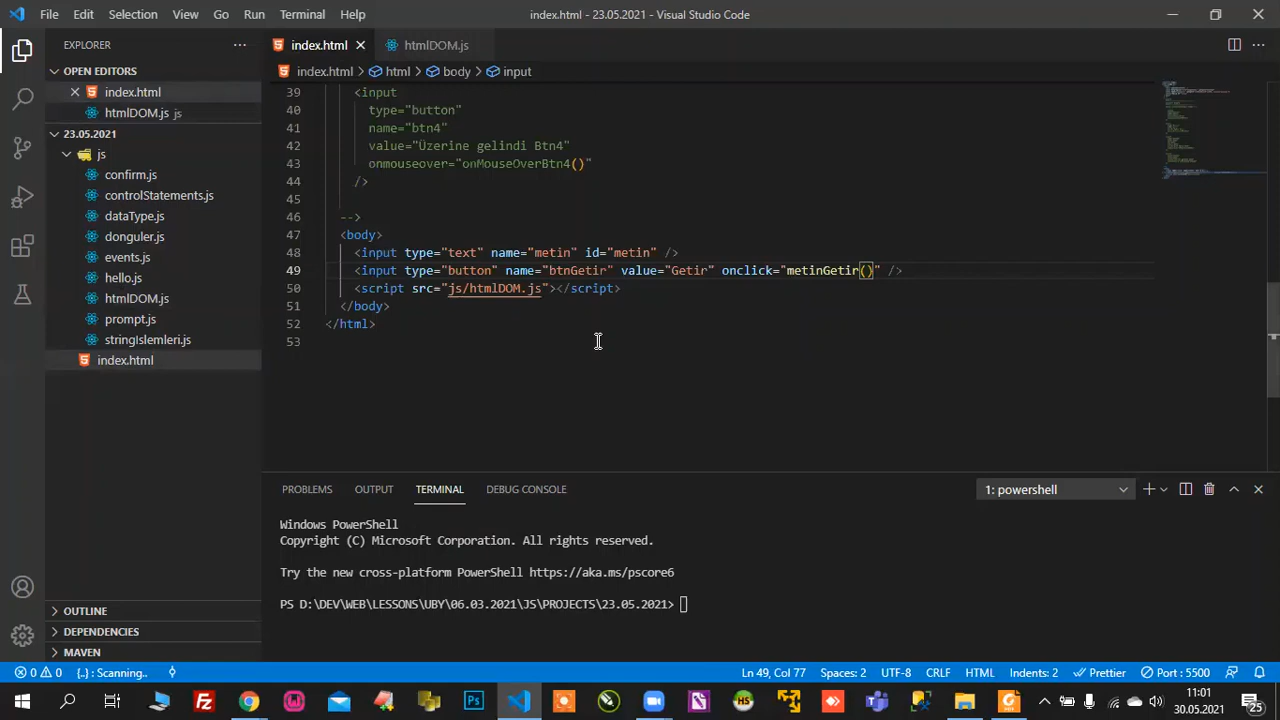 File Edit Selection View Go Run Terminal Help index.html - 23.05.2021 - Visual Studio Code
EXPLORER
OPEN EDITORS
index.html
htmlDOM.js js
23.05.2021
js
confirm.js
controlStatements.js
dataType.js
donguler.js
events.js
hello.js
htmlDOM.js
prompt.js
stringIslemleri.js
index.html
OUTLINE
DEPENDENCIES
MAVEN
index.html htmlDOM.js
index.html html body input
39 <input
40 type="button"
41 name="btn4"
42 value="Üzerine gelindi Btn4"
43 onmouseover="onMouseOverBtn4()"
44 />
45
46 -->
47 <body>
48 <input type="text" name="metin" id="metin" />
49 <input type="button" name="btnGetir" value="Getir" onclick="metinGetir()" />
50 <script src="js/htmlDOM.js"></script>
51 </body>
52 </html>
53
PROBLEMS OUTPUT TERMINAL DEBUG CONSOLE 1: powershell
Windows PowerShell
Copyright (C) Microsoft Corporation. All rights reserved.
Try the new cross-platform PowerShell https://aka.ms/pscore6
PS D:\DEV\WEB\LESSONS\UBY\06.03.2021\JS\PROJECTS\23.05.2021>
0 0 {..} : Scanning.. Ln 49, Col 77 Spaces: 2 UTF-8 CRLF HTML Indents: 2 Prettier Port : 5500
11:01
30.05.2021
25